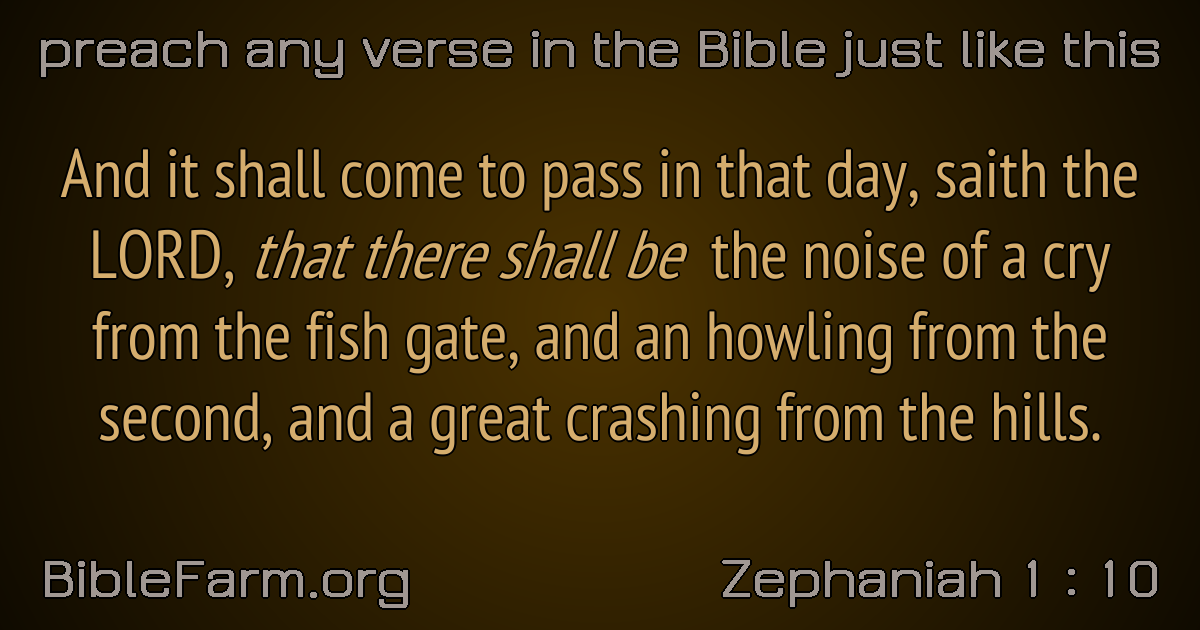 preach any verse in the Bible just like this
And it shall come to pass in that day, saith the
LORD, that there shall be the noise of a cry
from the fish gate, and an howling from the
second, and a great crashing from the hills.
BibleFarm.org
Zephaniah 1 : 10